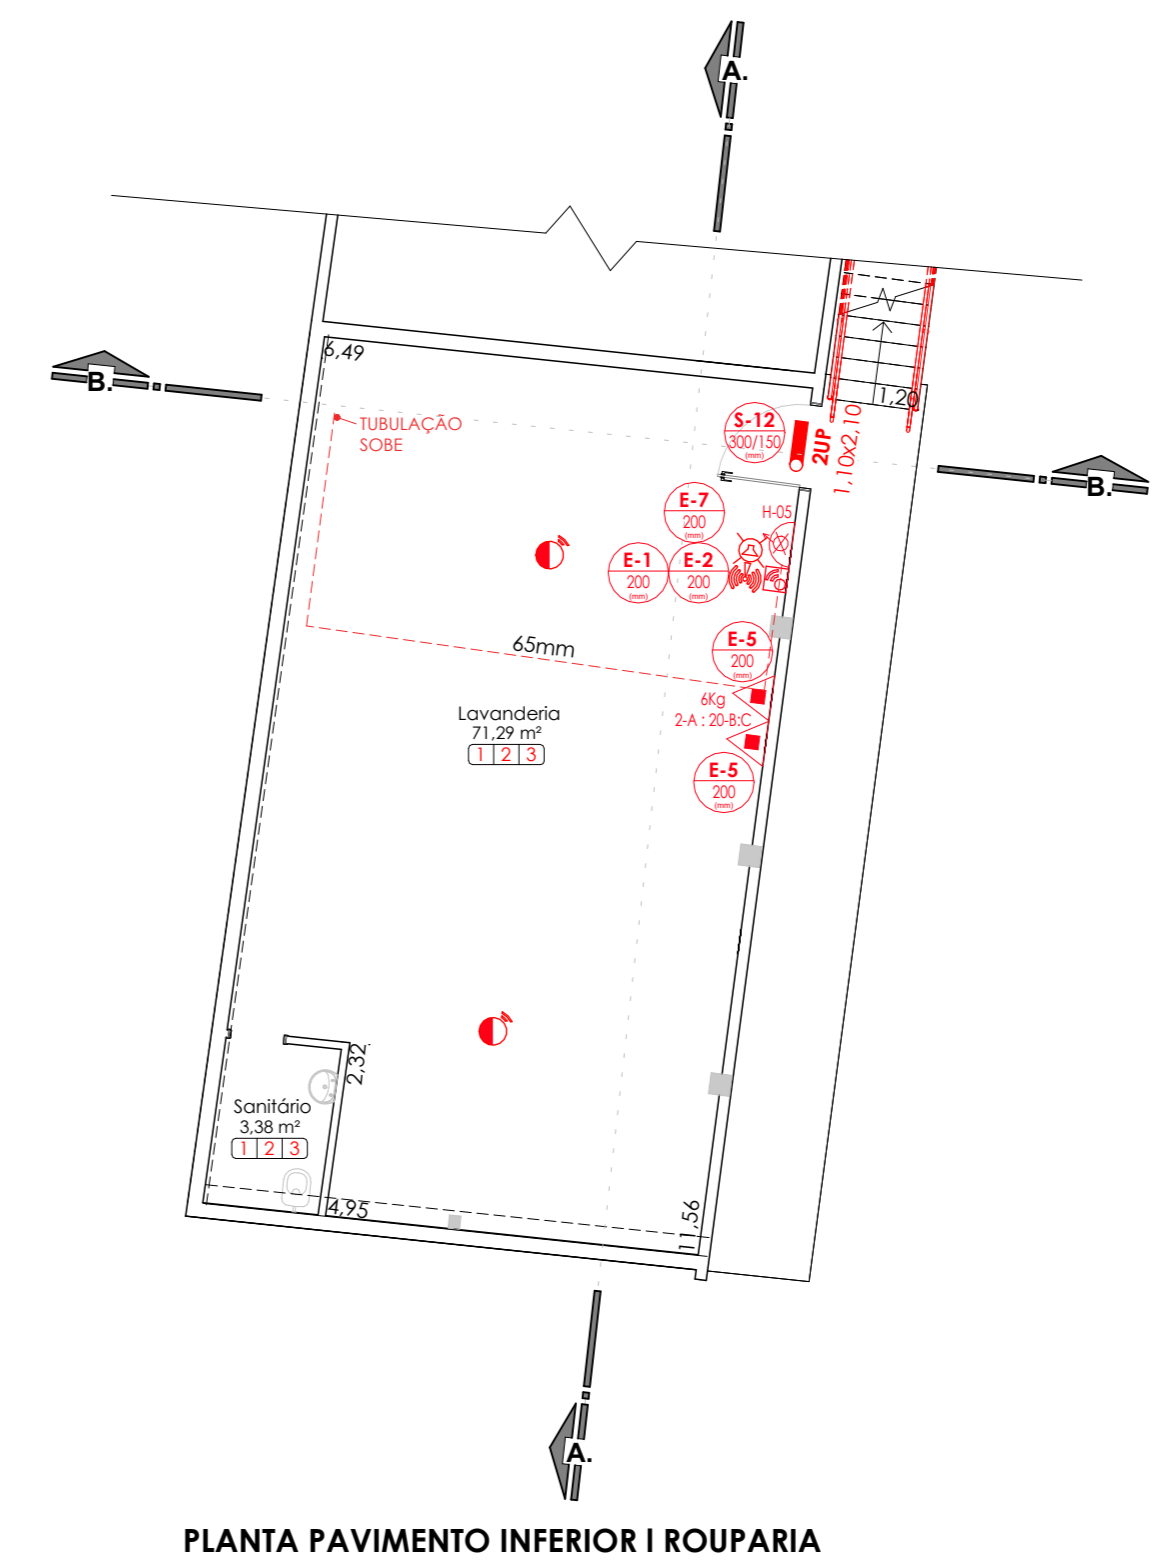 A.
B.
6,49
TUBULAÇÃO
SOBE
1,20
S-12
300/150
(mm)
2UP
1,10x2,10
B.
E-7
200
(mm)
H-05
E-1
200
(mm)
E-2
200
(mm)
65mm
E-5
200
(mm)
6Kg
2-A : 20-B:C
Lavanderia
71,29 m²
1 2 3
E-5
200
(mm)
2,32
Sanitário
3,38 m²
1 2 3
4,95
11,56
A.
PLANTA PAVIMENTO INFERIOR I ROUPARIA